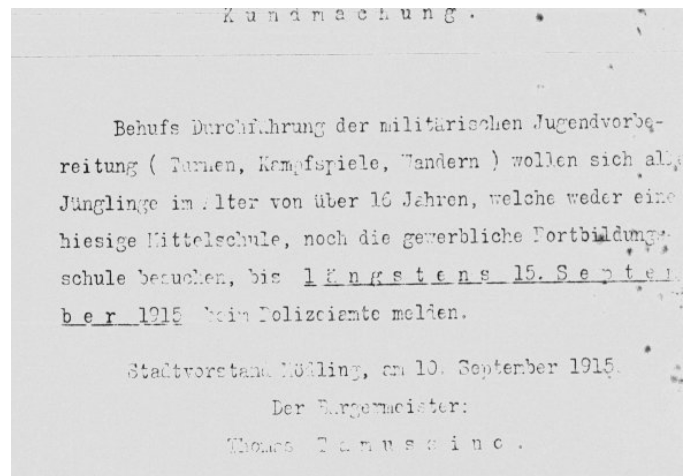 K u n d m a c h u n g .
Behufs Durchführung der militärischen Jugendvorbe-
reitung ( Turnen, Kampfspiele, Wandern ) wollen sich alle
Jünglinge im Alter von über 16 Jahren, welche weder eine
hiesige Mittelschule, noch die gewerbliche Fortbildungs-
schule besuchen, bis l ä n g s t e n s 15. S e p t e m
b e r 1915 beim Polizeiamte melden.
Stadtvorstand Mödling, am 10. September 1915.
Der Bürgermeister:
Thomas T a m u s s i n o .